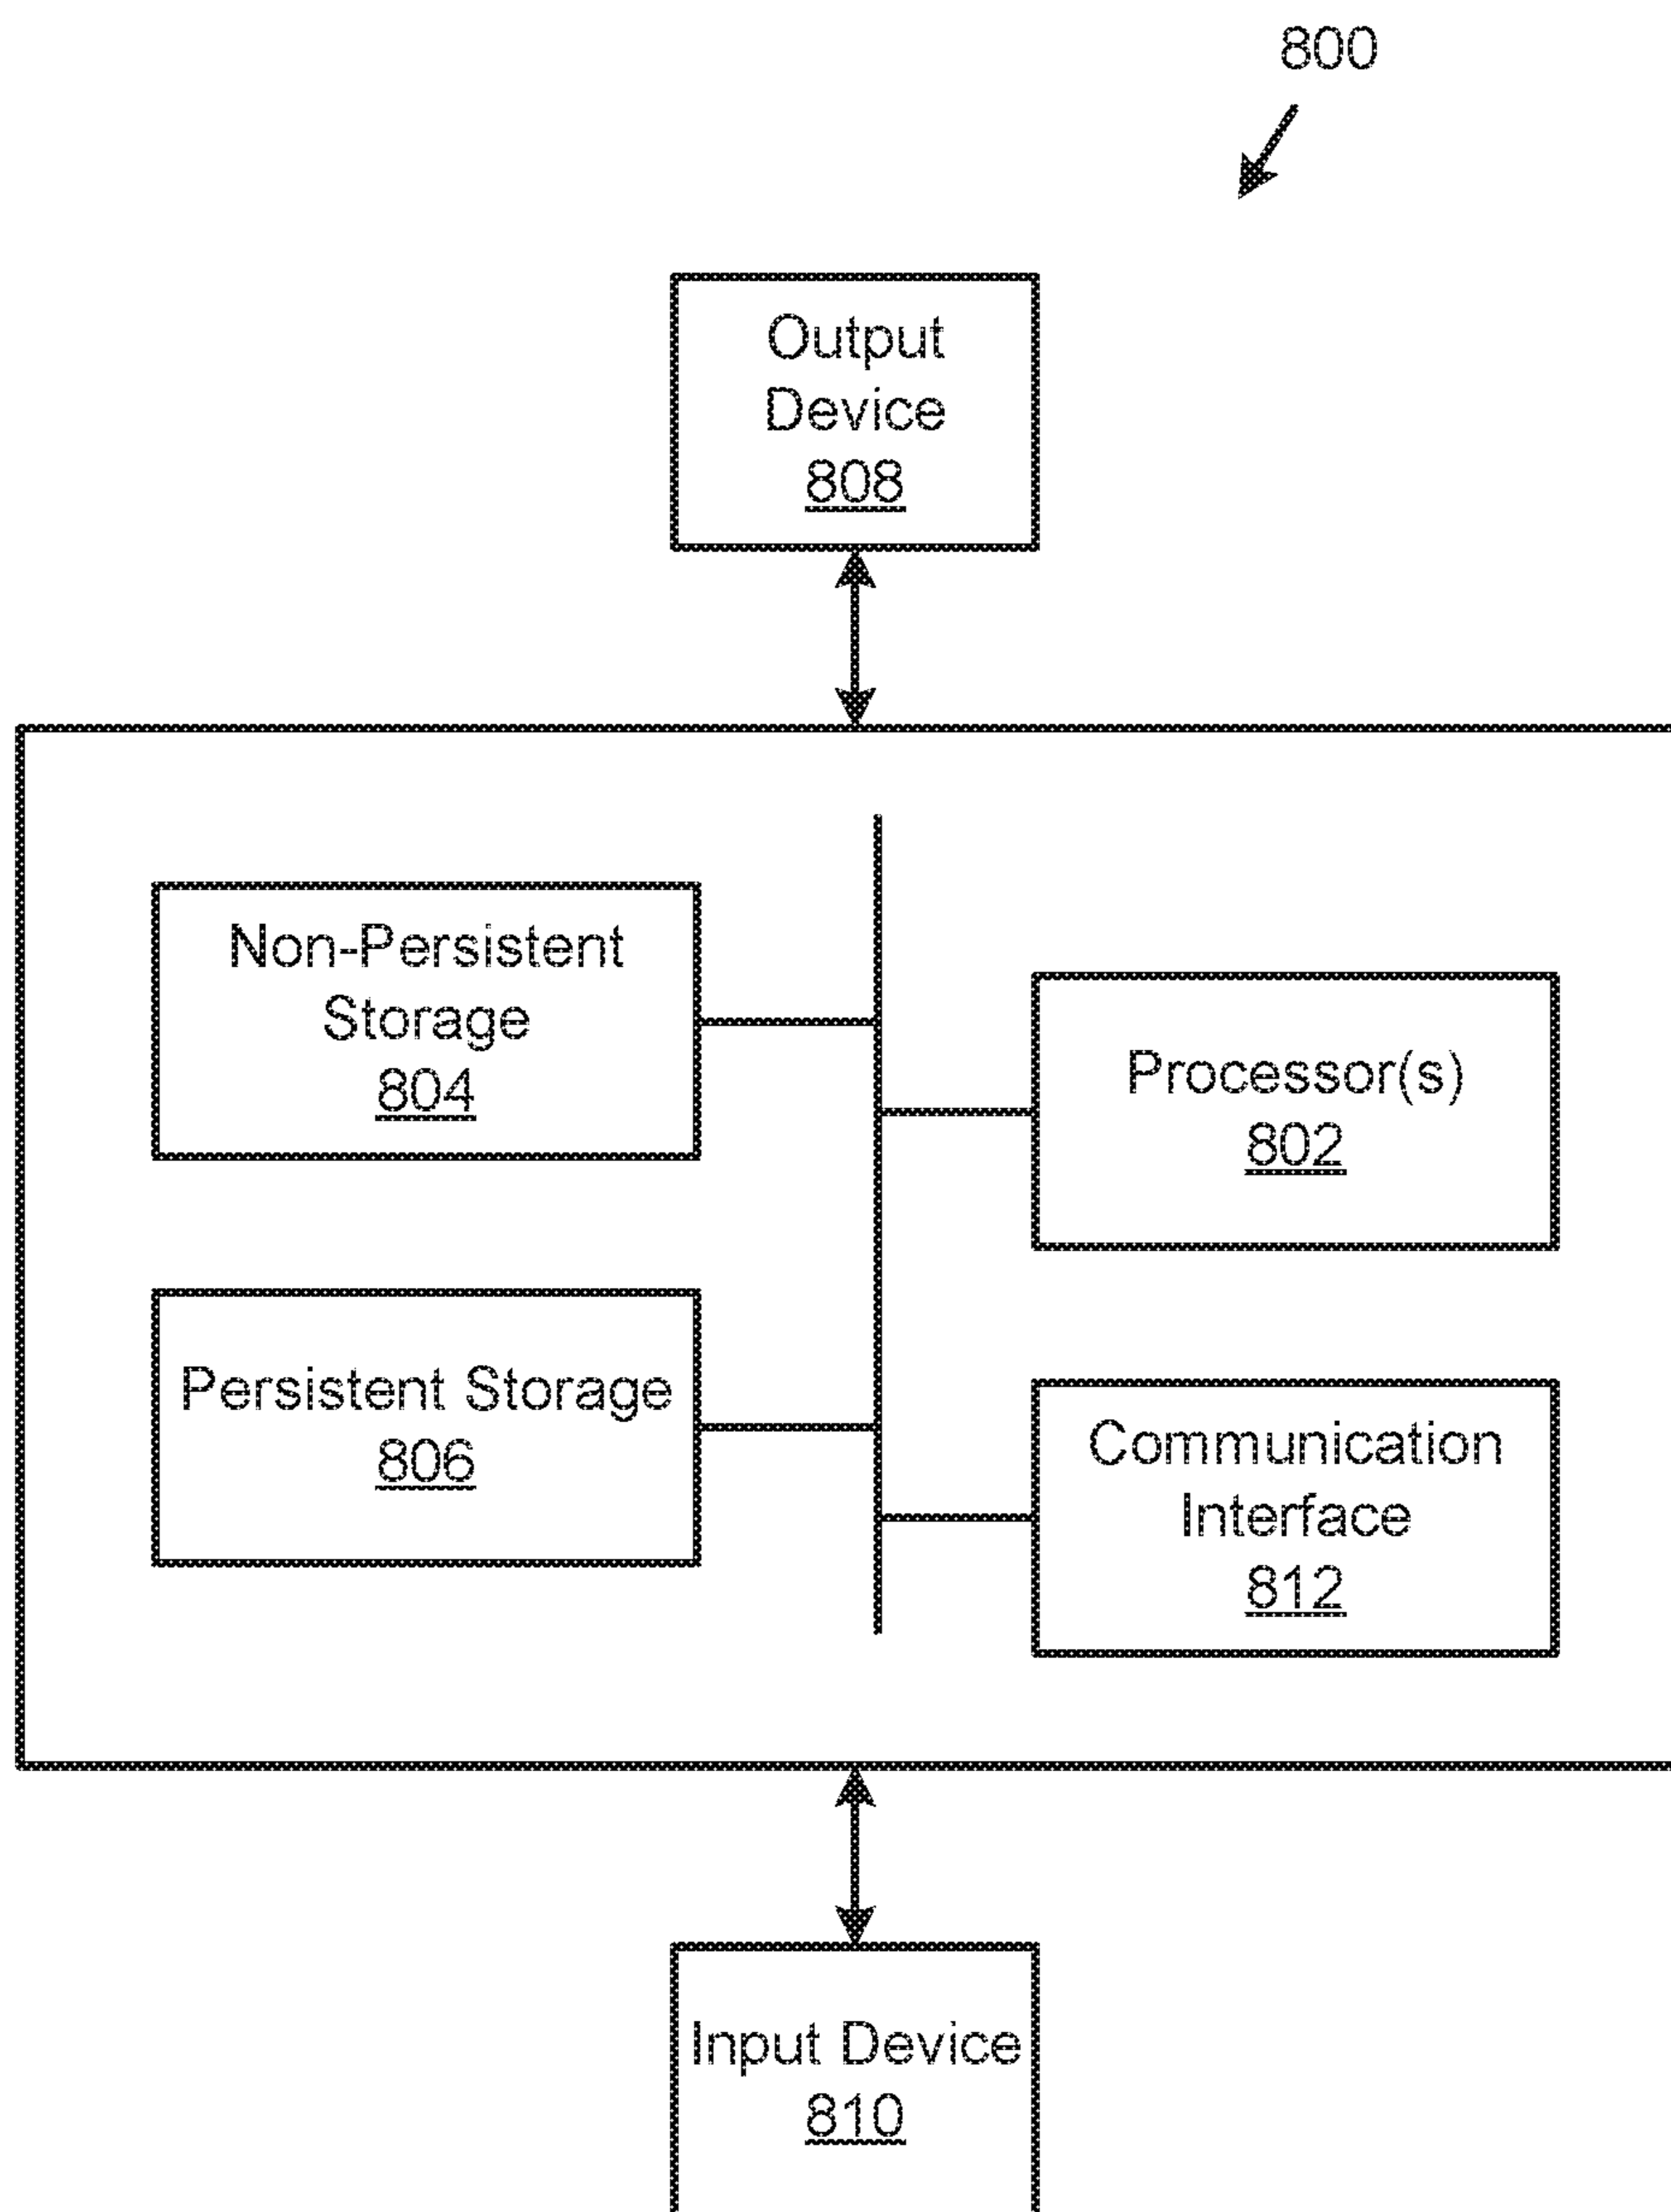 800
Output
Device
808
Non-Persistent
Storage
804
Processor(s)
802
Persistent Storage
806
Communication
Interface
812
Input Device
810